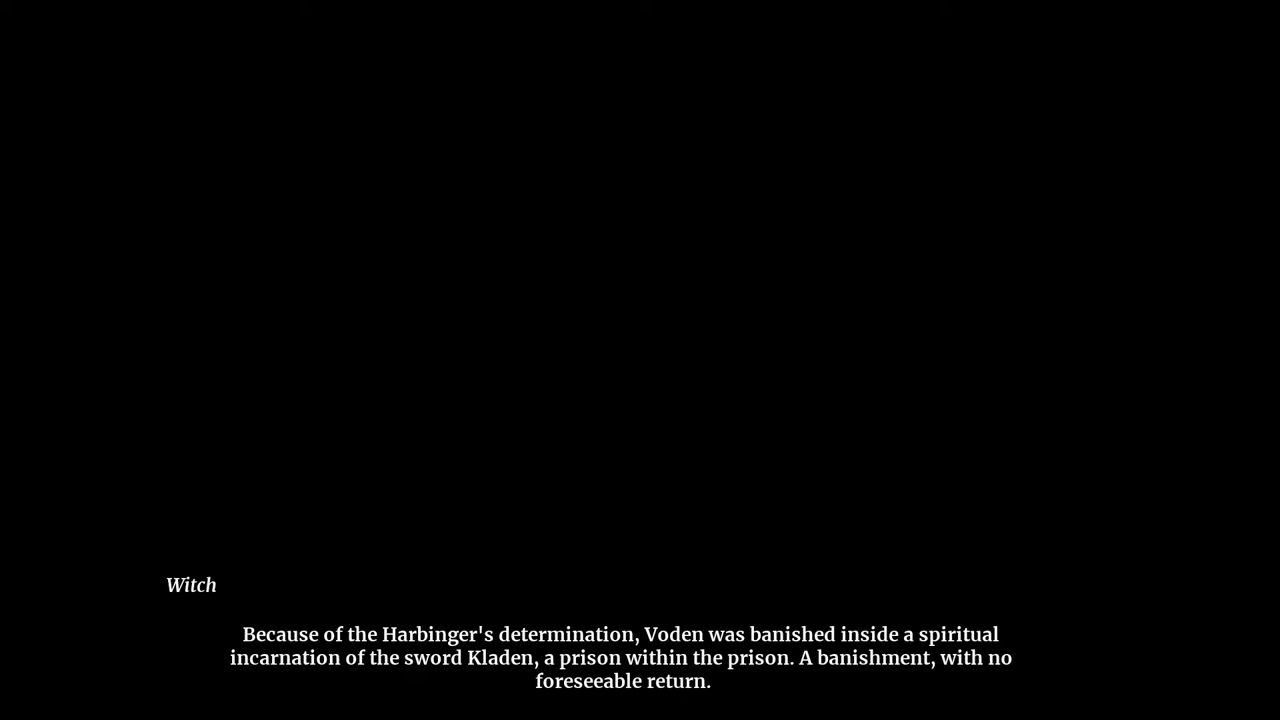 Witch
Because of the Harbinger's determination, Voden was banished inside a spiritual
incarnation of the sword Kladen, a prison within the prison. A banishment, with no
foreseeable return.